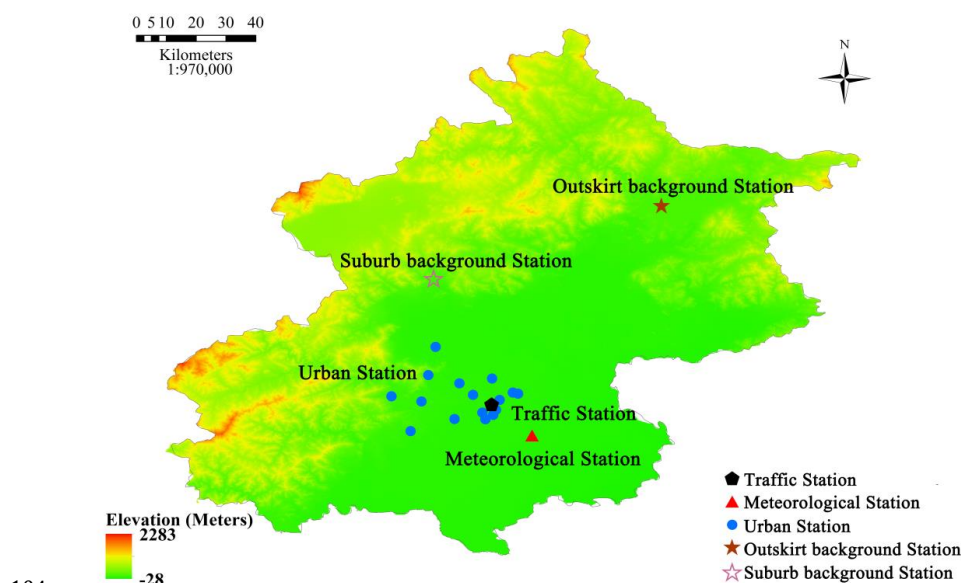 0 5 10 20 30 40
Kilometers
1:970,000
N
Outskirt background Station
Suburb background Station
Urban Station
Traffic Station
Meteorological Station
Traffic Station
Meteorological Station
Urban Station
Outskirt background Station
Suburb background Station
Elevation (Meters)
2283
-28